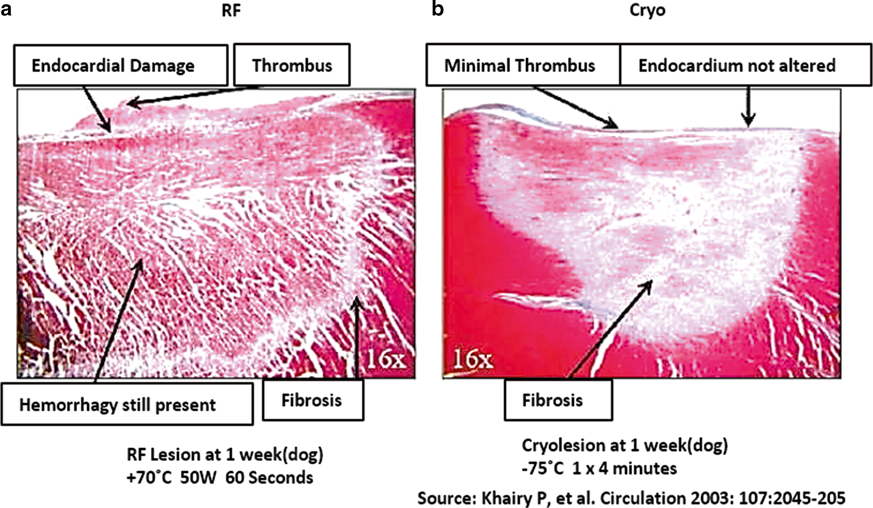 a
RF
Endocardial Damage
Thrombus
16x
Hemorrhagy still present
Fibrosis
RF Lesion at 1 week(dog)
+70˚C 50W 60 Seconds
b
Cryo
Minimal Thrombus
Endocardium not altered
16x
Fibrosis
Cryolesion at 1 week(dog)
-75˚C 1 x 4 minutes
Source: Khairy P, et al. Circulation 2003: 107:2045-205